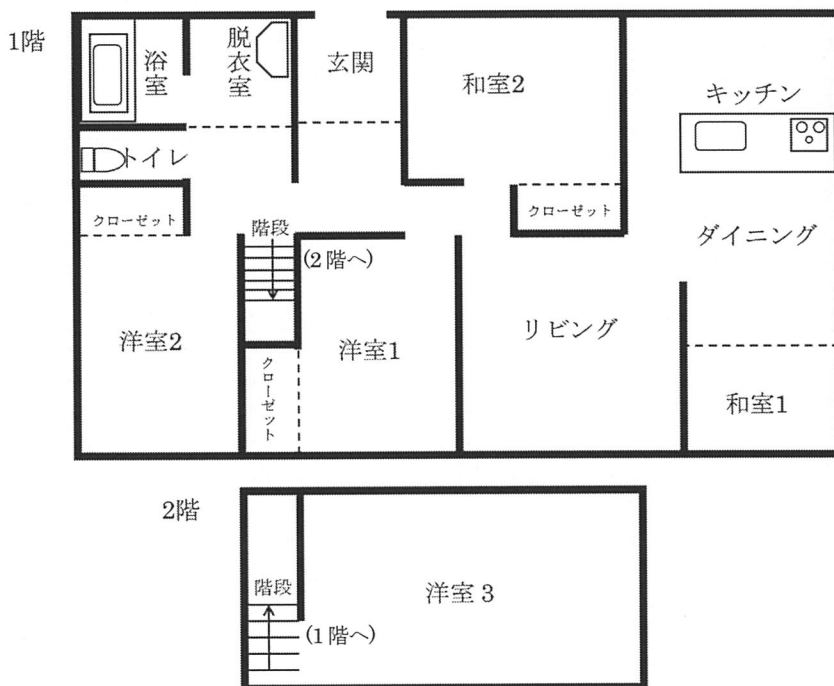 1階
浴室
脱衣室
玄関
和室2
キッチン
トイレ
クローゼット
階段
(2階へ)
クローゼット
ダイニング
洋室2
洋室1
リビング
クローゼット
和室1
2階
階段
(1階へ)
洋室3